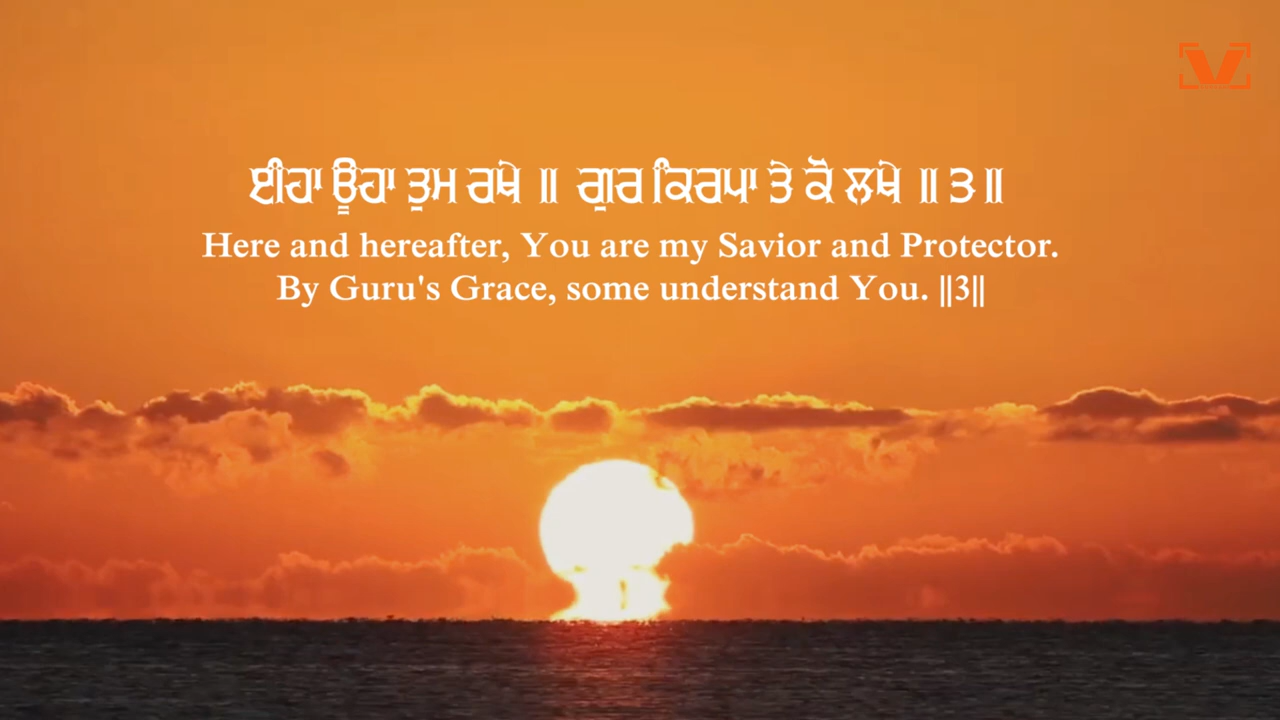 ਈਹਾ ਊਹਾ ਤੁਮ ਰਖੇ ॥ ਗੁਰ ਕਿਰਪਾ ਤੇ ਕੋ ਲਖੇ ॥੩॥
Here and hereafter, You are my Savior and Protector.
By Guru's Grace, some understand You. ||3||